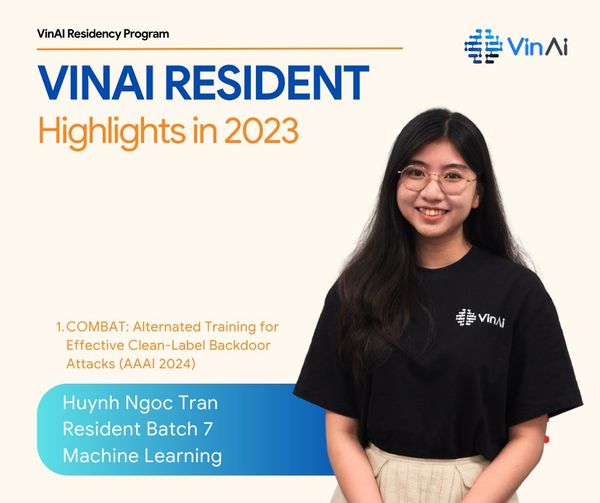 VinAI Residency Program
VinAi
VINAI RESIDENT
Highlights in 2023
1. COMBAT: Alternated Training for
Effective Clean-Label Backdoor
Attacks (AAAI 2024)
VinAi
Huynh Ngoc Tran
Resident Batch 7
Machine Learning